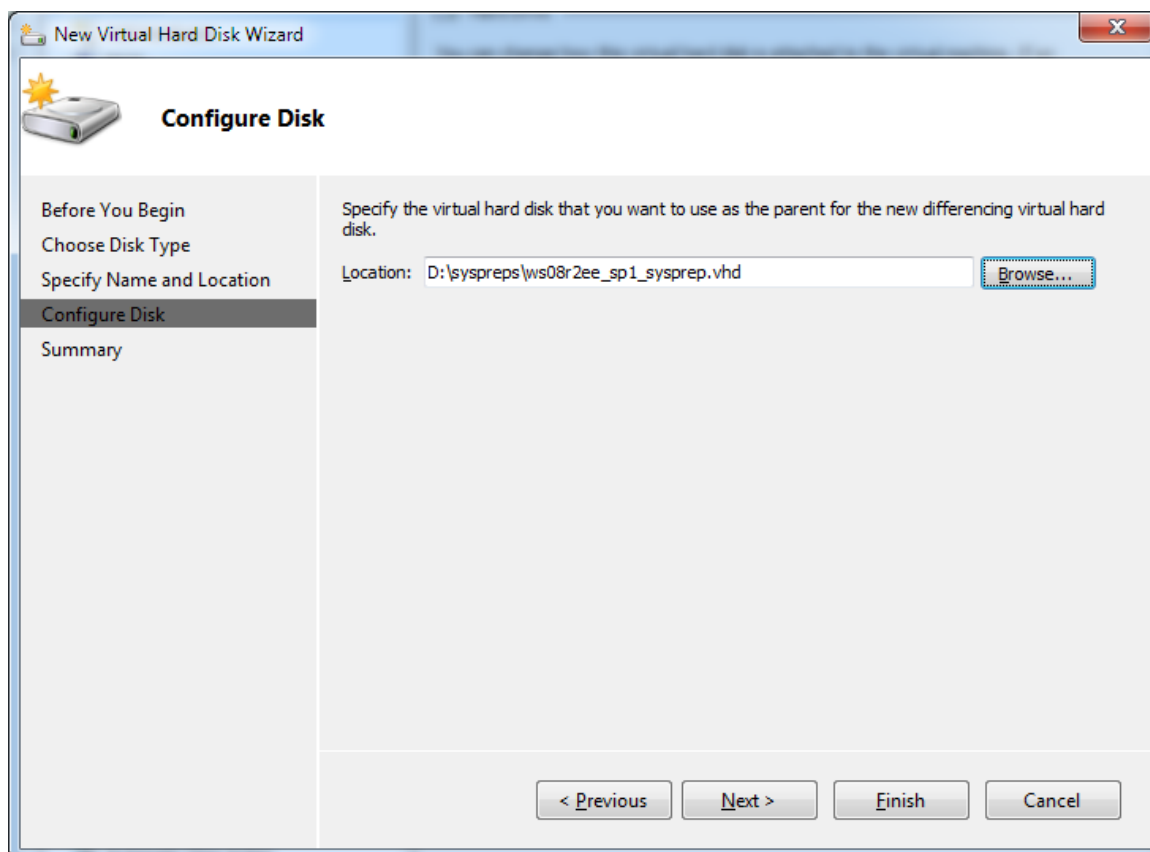 New Virtual Hard Disk Wizard
Configure Disk
Before You Begin
Choose Disk Type
Specify Name and Location
Configure Disk
Summary
Specify the virtual hard disk that you want to use as the parent for the new differencing virtual hard
disk.
Location: D:\syspreps\ws08r2ee_sp1_sysprep.vhd Browse...
< Previous Next > Finish Cancel